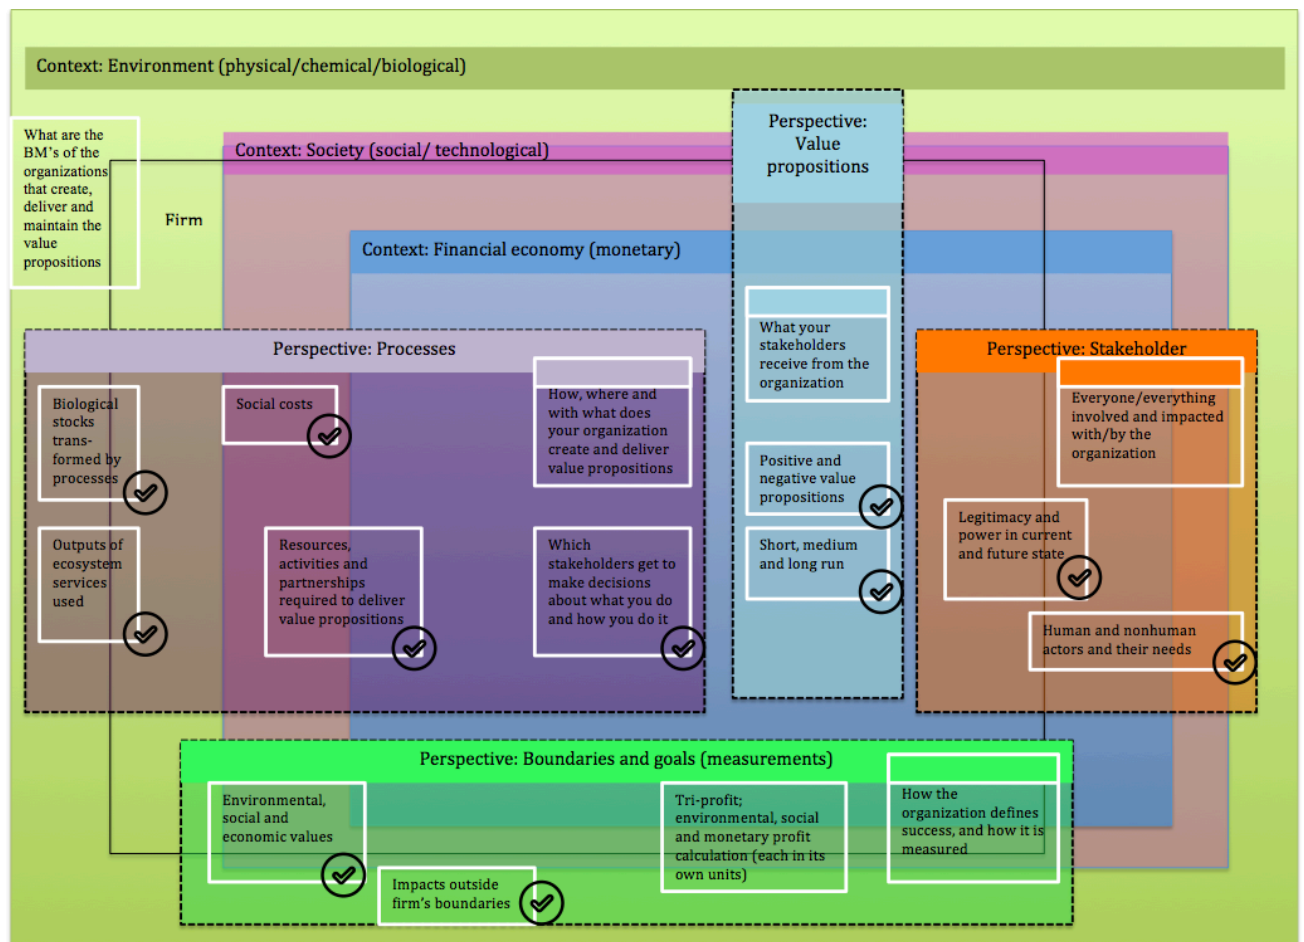 Context: Environment (physical/chemical/biological)
What are the
BM's of the
organizations
that create,
deliver and
maintain the
value
propositions
Firm
Context: Society (social/ technological)
Perspective:
Value
propositions
Context: Financial economy (monetary)
What your
stakeholders
receive from the
organization
Positive and
negative value
propositions
Short, medium
and long run
Perspective: Processes
Biological
stocks
trans-
formed by
processes
Social costs
How, where and
with what does
your organization
create and deliver
value propositions
Outputs of
ecosystem
services
used
Resources,
activities and
partnerships
required to deliver
value propositions
Which
stakeholders get to
make decisions
about what you do
and how you do it
Perspective: Stakeholder
Everyone/everything
involved and impacted
with/by the
organization
Legitimacy and
power in current
and future state
Human and nonhuman
actors and their needs
Perspective: Boundaries and goals (measurements)
Environmental,
social and
economic values
Impacts outside
firm's boundaries
Tri-profit;
environmental, social
and monetary profit
calculation (each in its
own units)
How the
organization defines
success, and how it is
measured